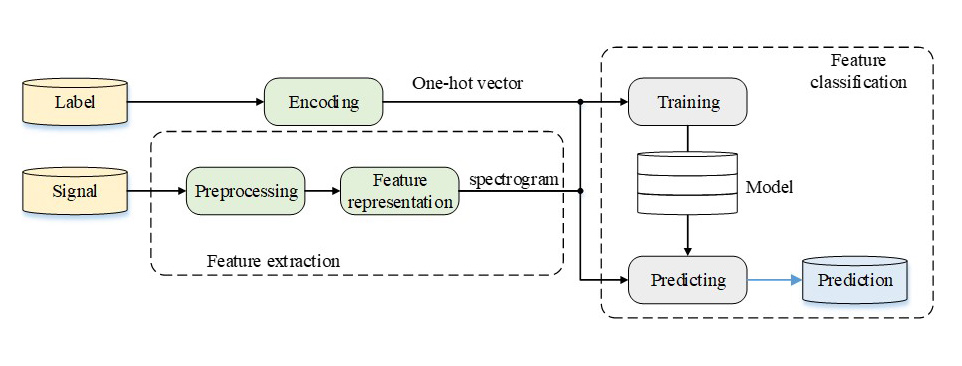 Feature
classification
One-hot vector
Label
Encoding
Training
Signal
Preprocessing
Feature
representation
spectrogram
Model
Feature extraction
Predicting
Prediction